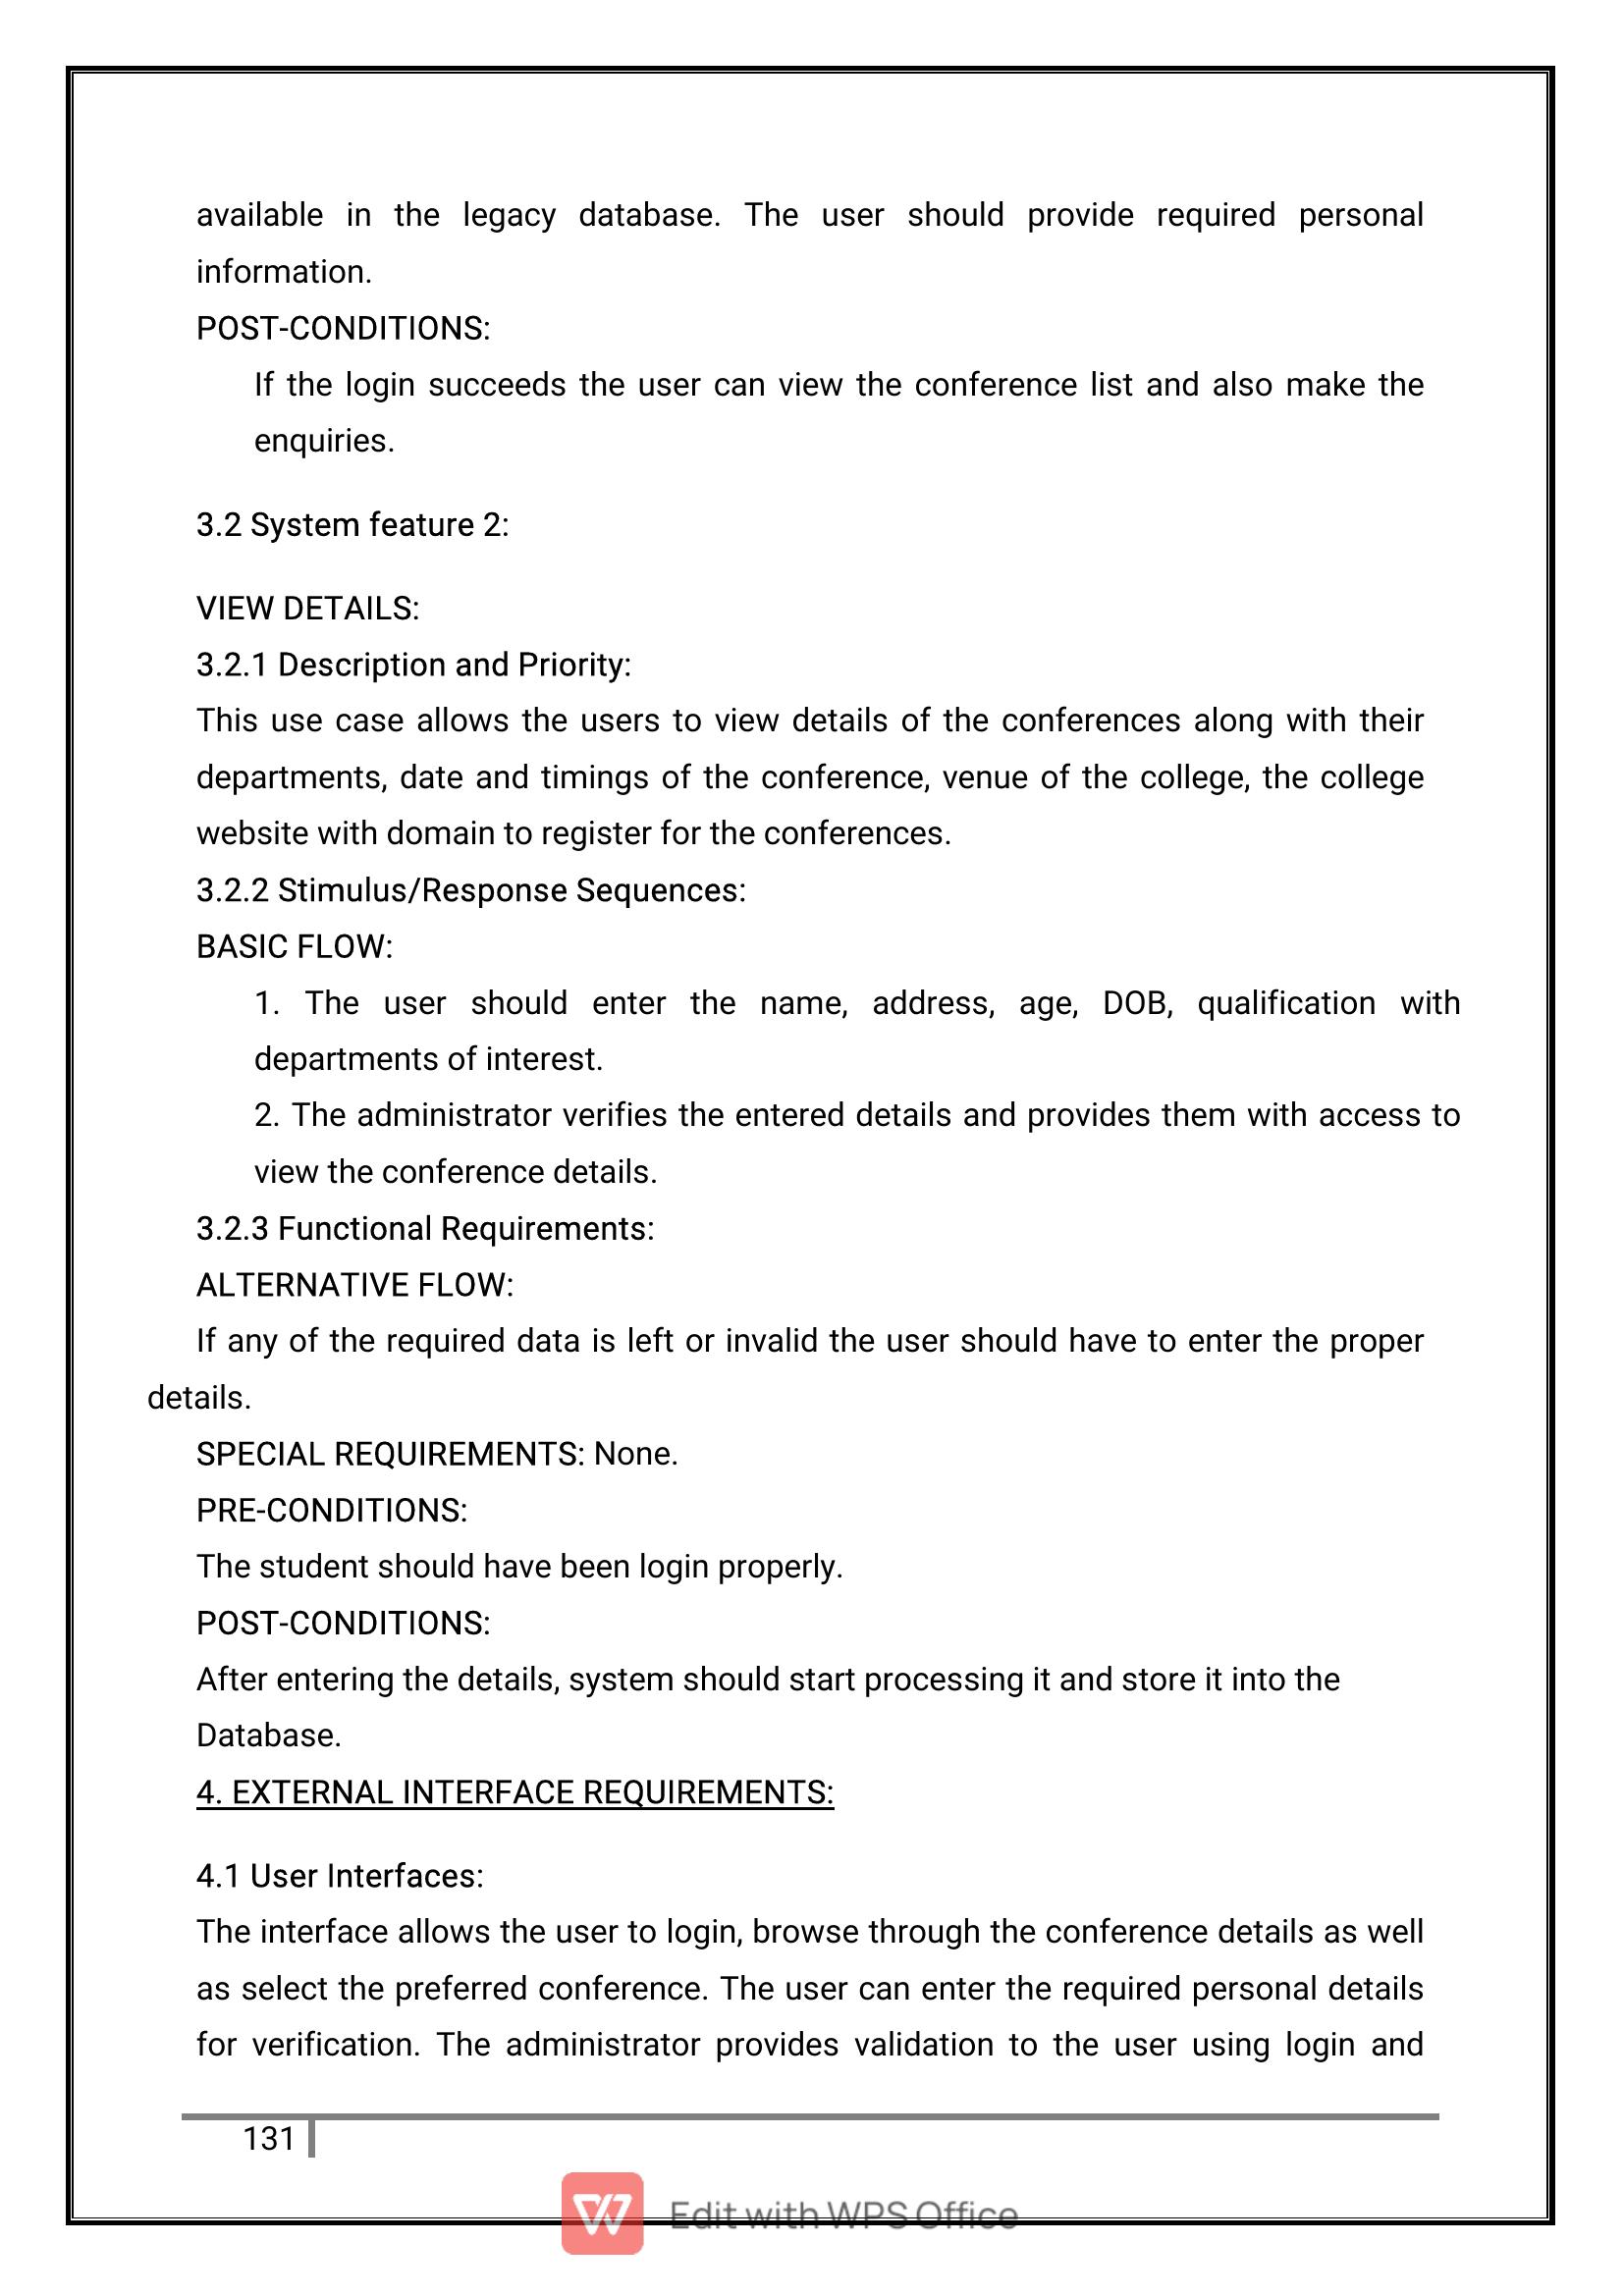 available in the legacy database. The user should provide required personal
information.
POST-CONDITIONS:
If the login succeeds the user can view the conference list and also make the
enquiries.
3.2 System feature 2:
VIEW DETAILS:
3.2.1 Description and Priority:
This use case allows the users to view details of the conferences along with their
departments, date and timings of the conference, venue of the college, the college
website with domain to register for the conferences.
3.2.2 Stimulus/Response Sequences:
BASIC FLOW:
1. The user should enter the name, address, age, DOB, qualification with
departments of interest.
2. The administrator verifies the entered details and provides them with access to
view the conference details.
3.2.3 Functional Requirements:
ALTERNATIVE FLOW:
If any of the required data is left or invalid the user should have to enter the proper
details.
SPECIAL REQUIREMENTS: None.
PRE-CONDITIONS:
The student should have been login properly.
POST-CONDITIONS:
After entering the details, system should start processing it and store it into the
Database.
4. EXTERNAL INTERFACE REQUIREMENTS:
4.1 User Interfaces:
The interface allows the user to login, browse through the conference details as well
as select the preferred conference. The user can enter the required personal details
for verification. The administrator provides validation to the user using login and
131
Edit with WPS Office